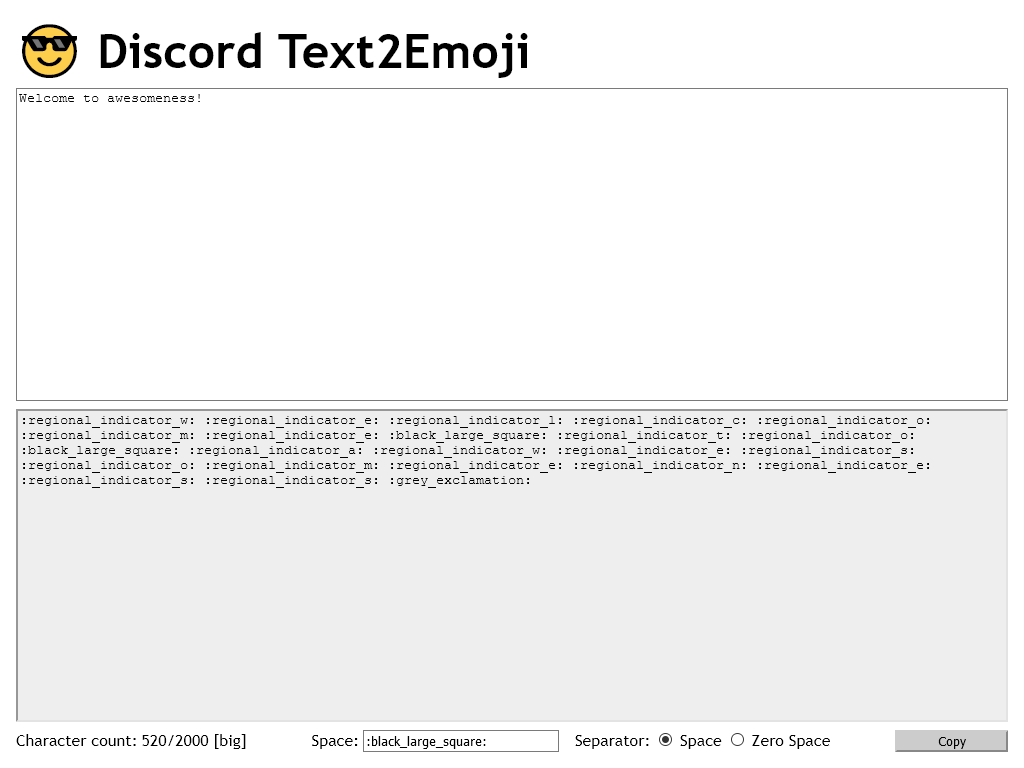 Discord Text2Emoji
Welcome to awesomeness!
:regional_indicator_w: :regional_indicator_e: :regional_indicator_l: :regional_indicator_c: :regional_indicator_o:
:regional_indicator_m: :regional_indicator_e: :black_large_square: :regional_indicator_t: :regional_indicator_o:
:black_large_square: :regional_indicator_a: :regional_indicator_w: :regional_indicator_e: :regional_indicator_s:
:regional_indicator_o: :regional_indicator_m: :regional_indicator_e: :regional_indicator_n: :regional_indicator_e:
:regional_indicator_s: :regional_indicator_s: :grey_exclamation:
Character count: 520/2000 [big] Space: :black_large_square: Separator: Space Zero Space Copy